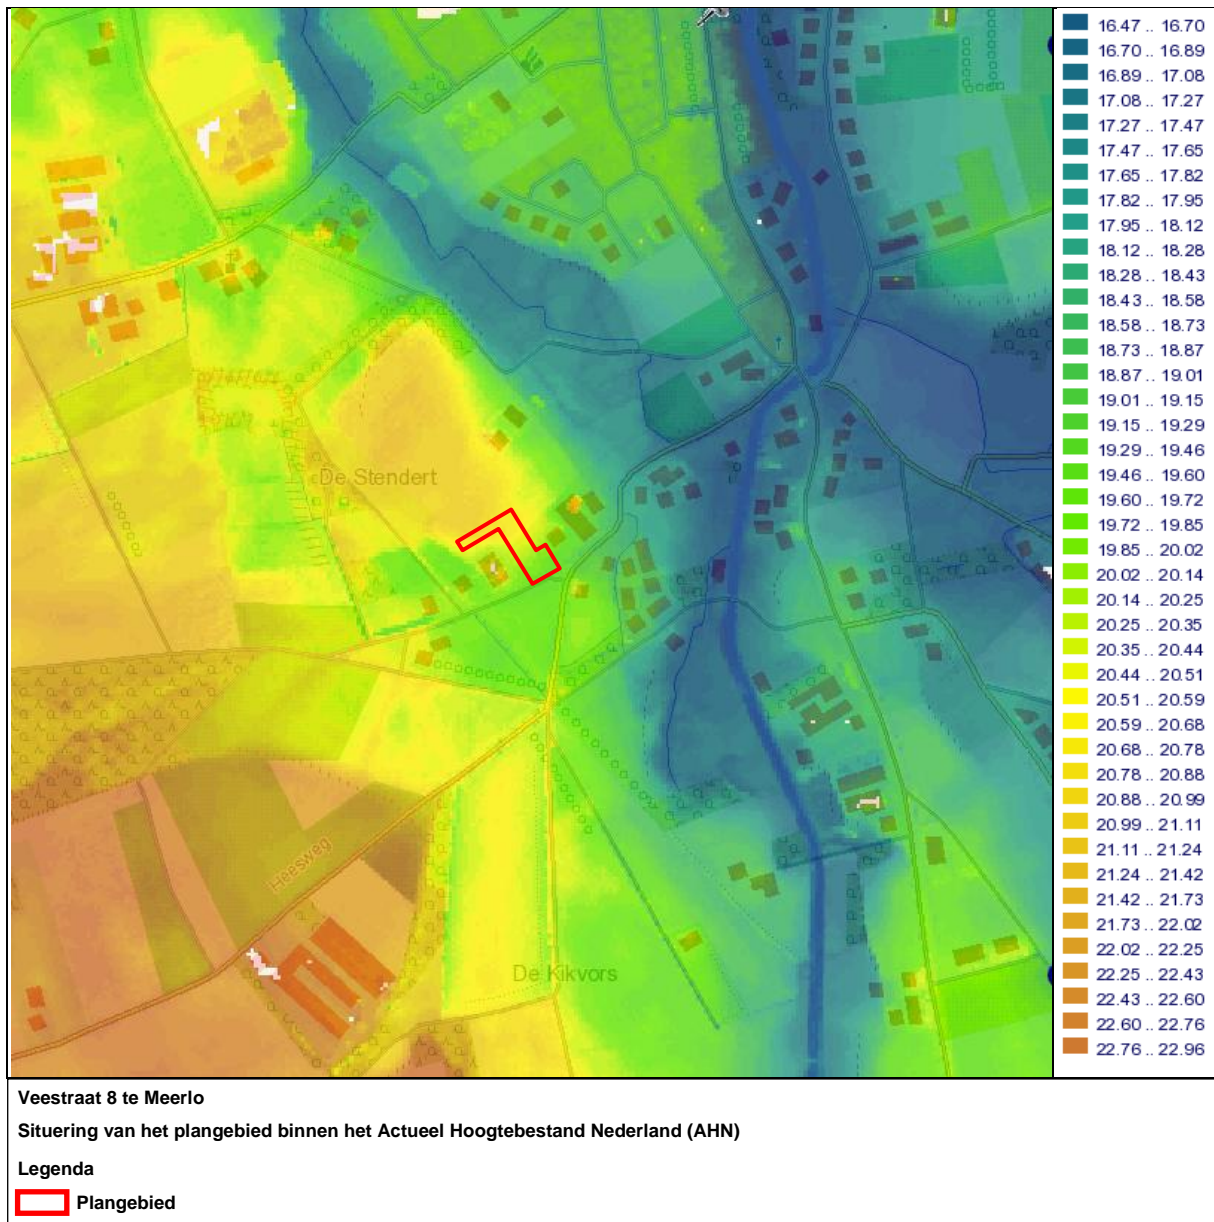 De Stendert
Heesweg
De Kikvors
16.47 .. 16.70
16.70 .. 16.89
16.89 .. 17.08
17.08 .. 17.27
17.27 .. 17.47
17.47 .. 17.65
17.65 .. 17.82
17.82 .. 17.95
17.95 .. 18.12
18.12 .. 18.28
18.28 .. 18.43
18.43 .. 18.58
18.58 .. 18.73
18.73 .. 18.87
18.87 .. 19.01
19.01 .. 19.15
19.15 .. 19.29
19.29 .. 19.46
19.46 .. 19.60
19.60 .. 19.72
19.72 .. 19.85
19.85 .. 20.02
20.02 .. 20.14
20.14 .. 20.25
20.25 .. 20.35
20.35 .. 20.44
20.44 .. 20.51
20.51 .. 20.59
20.59 .. 20.68
20.68 .. 20.78
20.78 .. 20.88
20.88 .. 20.99
20.99 .. 21.11
21.11 .. 21.24
21.24 .. 21.42
21.42 .. 21.73
21.73 .. 22.02
22.02 .. 22.25
22.25 .. 22.43
22.43 .. 22.60
22.60 .. 22.76
22.76 .. 22.96
Veestraat 8 te Meerlo
Situering van het plangebied binnen het Actueel Hoogtebestand Nederland (AHN)
Legenda
Plangebied